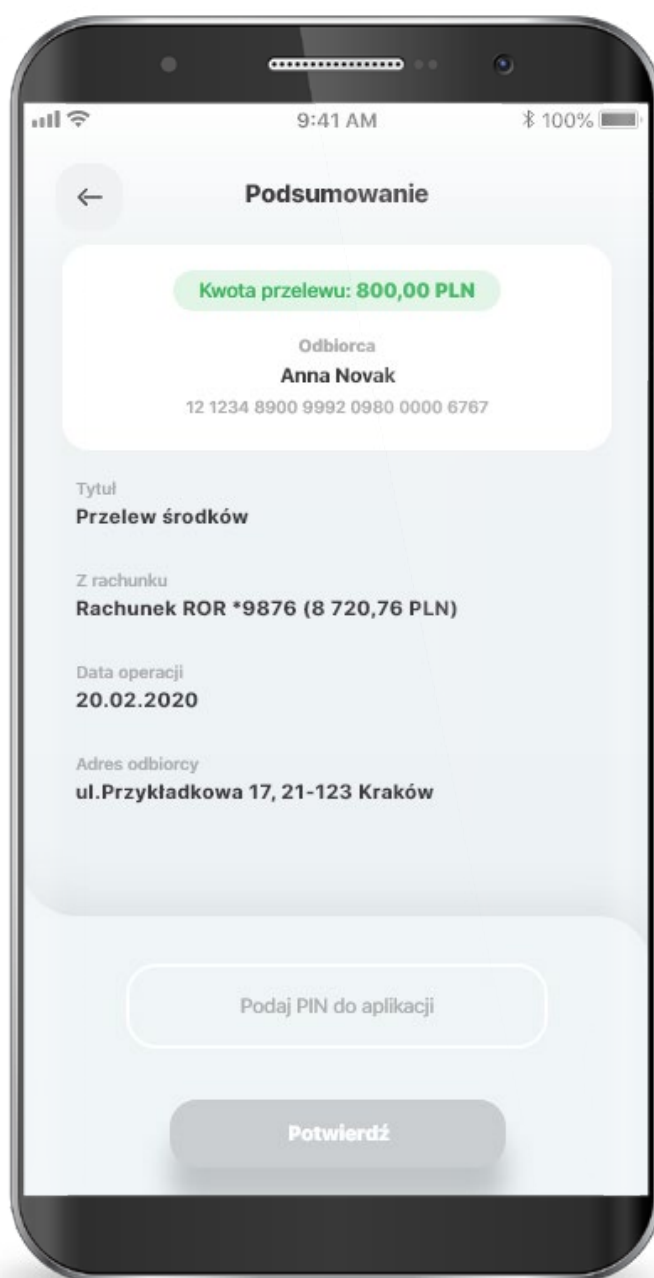 9:41 AM
100%
Podsumowanie
Kwota przelewu: 800,00 PLN
Odbiorca
Anna Novak
12 1234 8900 9992 0980 0000 6767
Tytuł
Przelew środków
Z rachunku
Rachunek ROR *9876 (8 720,76 PLN)
Data operacji
20.02.2020
Adres odbiorcy
ul.Przykładkowa 17, 21-123 Kraków
Podaj PIN do aplikacji
Potwierdź